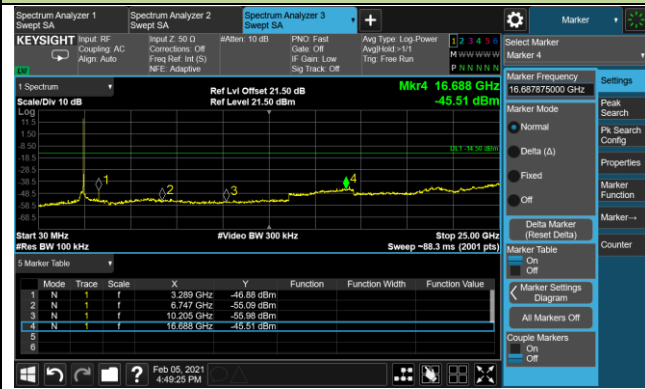 Spectrum Analyzer 1
Swept SA
Spectrum Analyzer 2
Swept SA
Spectrum Analyzer 3
Swept SA
+
Marker
KEYSIGHT
Input: RF
Coupling: AC
Align: Auto
Input Z: 50 Ω
Corrections: Off
Freq Ref: Int (S)
NFE: Adaptive
#Atten: 10 dB
PNO: Fast
Gate: Off
IF Gain: Low
Sig Track: Off
Avg Type: Log-Power
Avg|Hold:>1/1
Trig: Free Run
1 2 3 4 5 6
M W W W W W
P N N N N N
LXI
1 Spectrum
Scale/Div 10 dB
Ref Lvl Offset 21.50 dB
Ref Level 21.50 dBm
Mkr4 16.688 GHz
-45.51 dBm
Log
11.5
1.50
-8.50
-18.5
-28.5
-38.5
-48.5
-58.5
-68.5
DL1 -14.50 dBm
1
2
3
4
Start 30 MHz
#Res BW 100 kHz
#Video BW 300 kHz
Stop 25.00 GHz
Sweep ~88.3 ms (2001 pts)
5 Marker Table
Mode Trace Scale X Y Function Function Width Function Value
1 N 1 f 3.289 GHz -46.88 dBm
2 N 1 f 6.747 GHz -55.09 dBm
3 N 1 f 10.205 GHz -55.98 dBm
4 N 1 f 16.688 GHz -45.51 dBm
5
6
Feb 05, 2021
4:49:25 PM
Select Marker
Marker 4
Marker Frequency
16.687875000 GHz
Marker Mode
Normal
Delta (Δ)
Fixed
Off
Delta Marker
(Reset Delta)
Marker Table
On
Off
Marker Settings
Diagram
All Markers Off
Couple Markers
On
Off
Settings
Peak
Search
Pk Search
Config
Properties
Marker
Function
Marker→
Counter